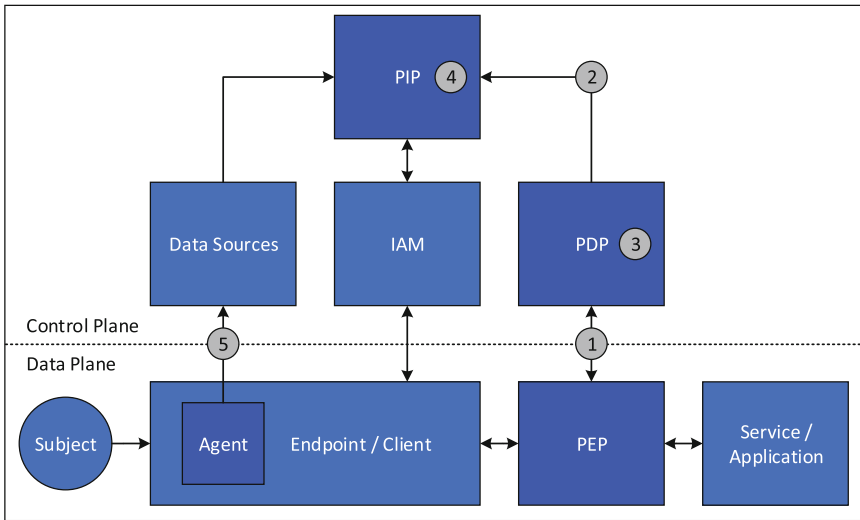 PIP
4
2
Data Sources
IAM
PDP
3
Control Plane
5
1
Data Plane
Subject
Agent
Endpoint / Client
PEP
Service /
Application